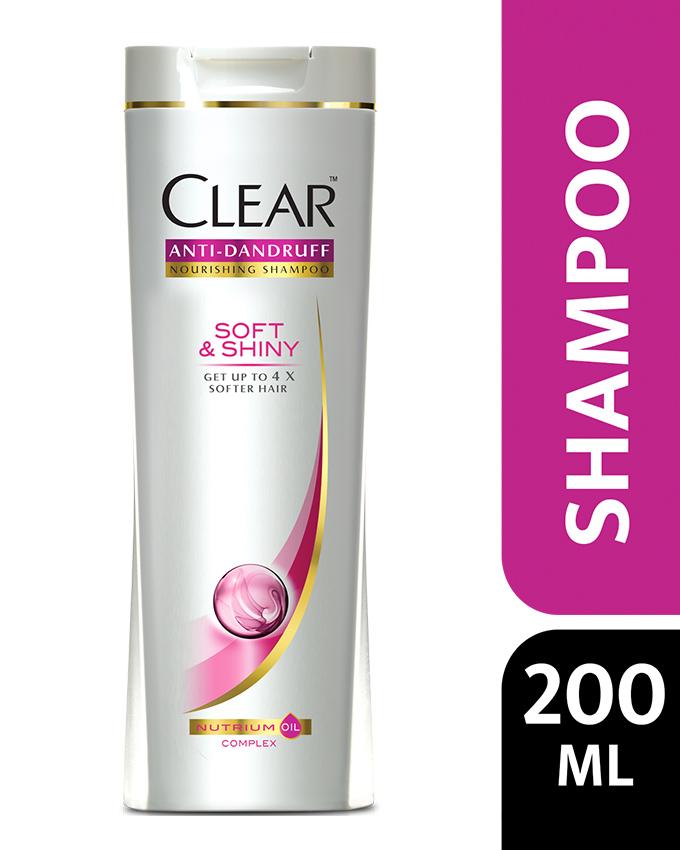 CLEAR™
ANTI-DANDRUFF
NOURISHING SHAMPOO
SOFT
& SHINY
GET UP TO 4 X
SOFTER HAIR
NUTRIUM OIL
COMPLEX
SHAMPOO
200
ML